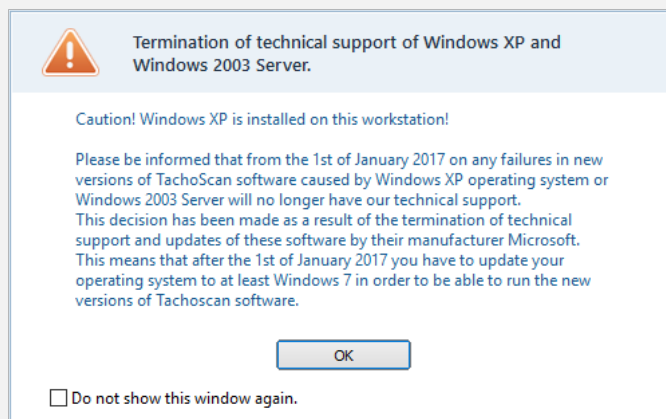 Termination of technical support of Windows XP and
Windows 2003 Server.
Caution! Windows XP is installed on this workstation!
Please be informed that from the 1st of January 2017 on any failures in new
versions of TachoScan software caused by Windows XP operating system or
Windows 2003 Server will no longer have our technical support.
This decision has been made as a result of the termination of technical
support and updates of these software by their manufacturer Microsoft.
This means that after the 1st of January 2017 you have to update your
operating system to at least Windows 7 in order to be able to run the new
versions of Tachoscan software.
OK
Do not show this window again.